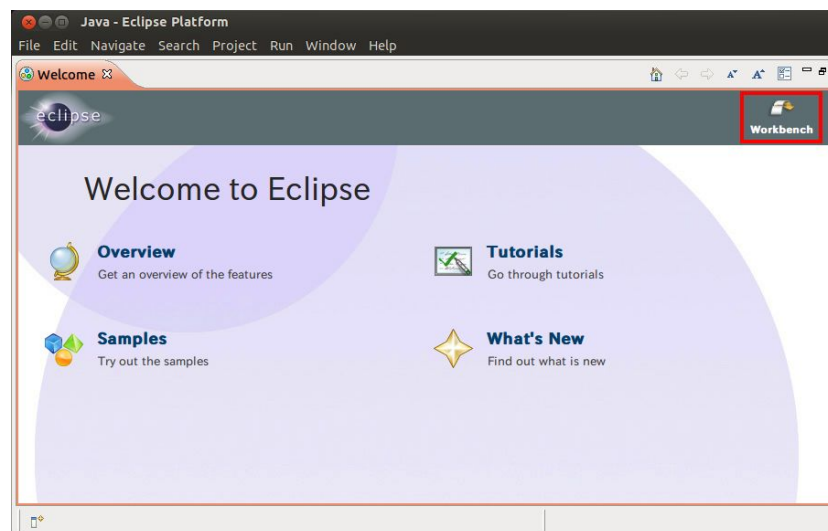 Java - Eclipse Platform
File Edit Navigate Search Project Run Window Help
Welcome
eclipse
Workbench
Welcome to Eclipse
Overview
Get an overview of the features
Tutorials
Go through tutorials
Samples
Try out the samples
What's New
Find out what is new